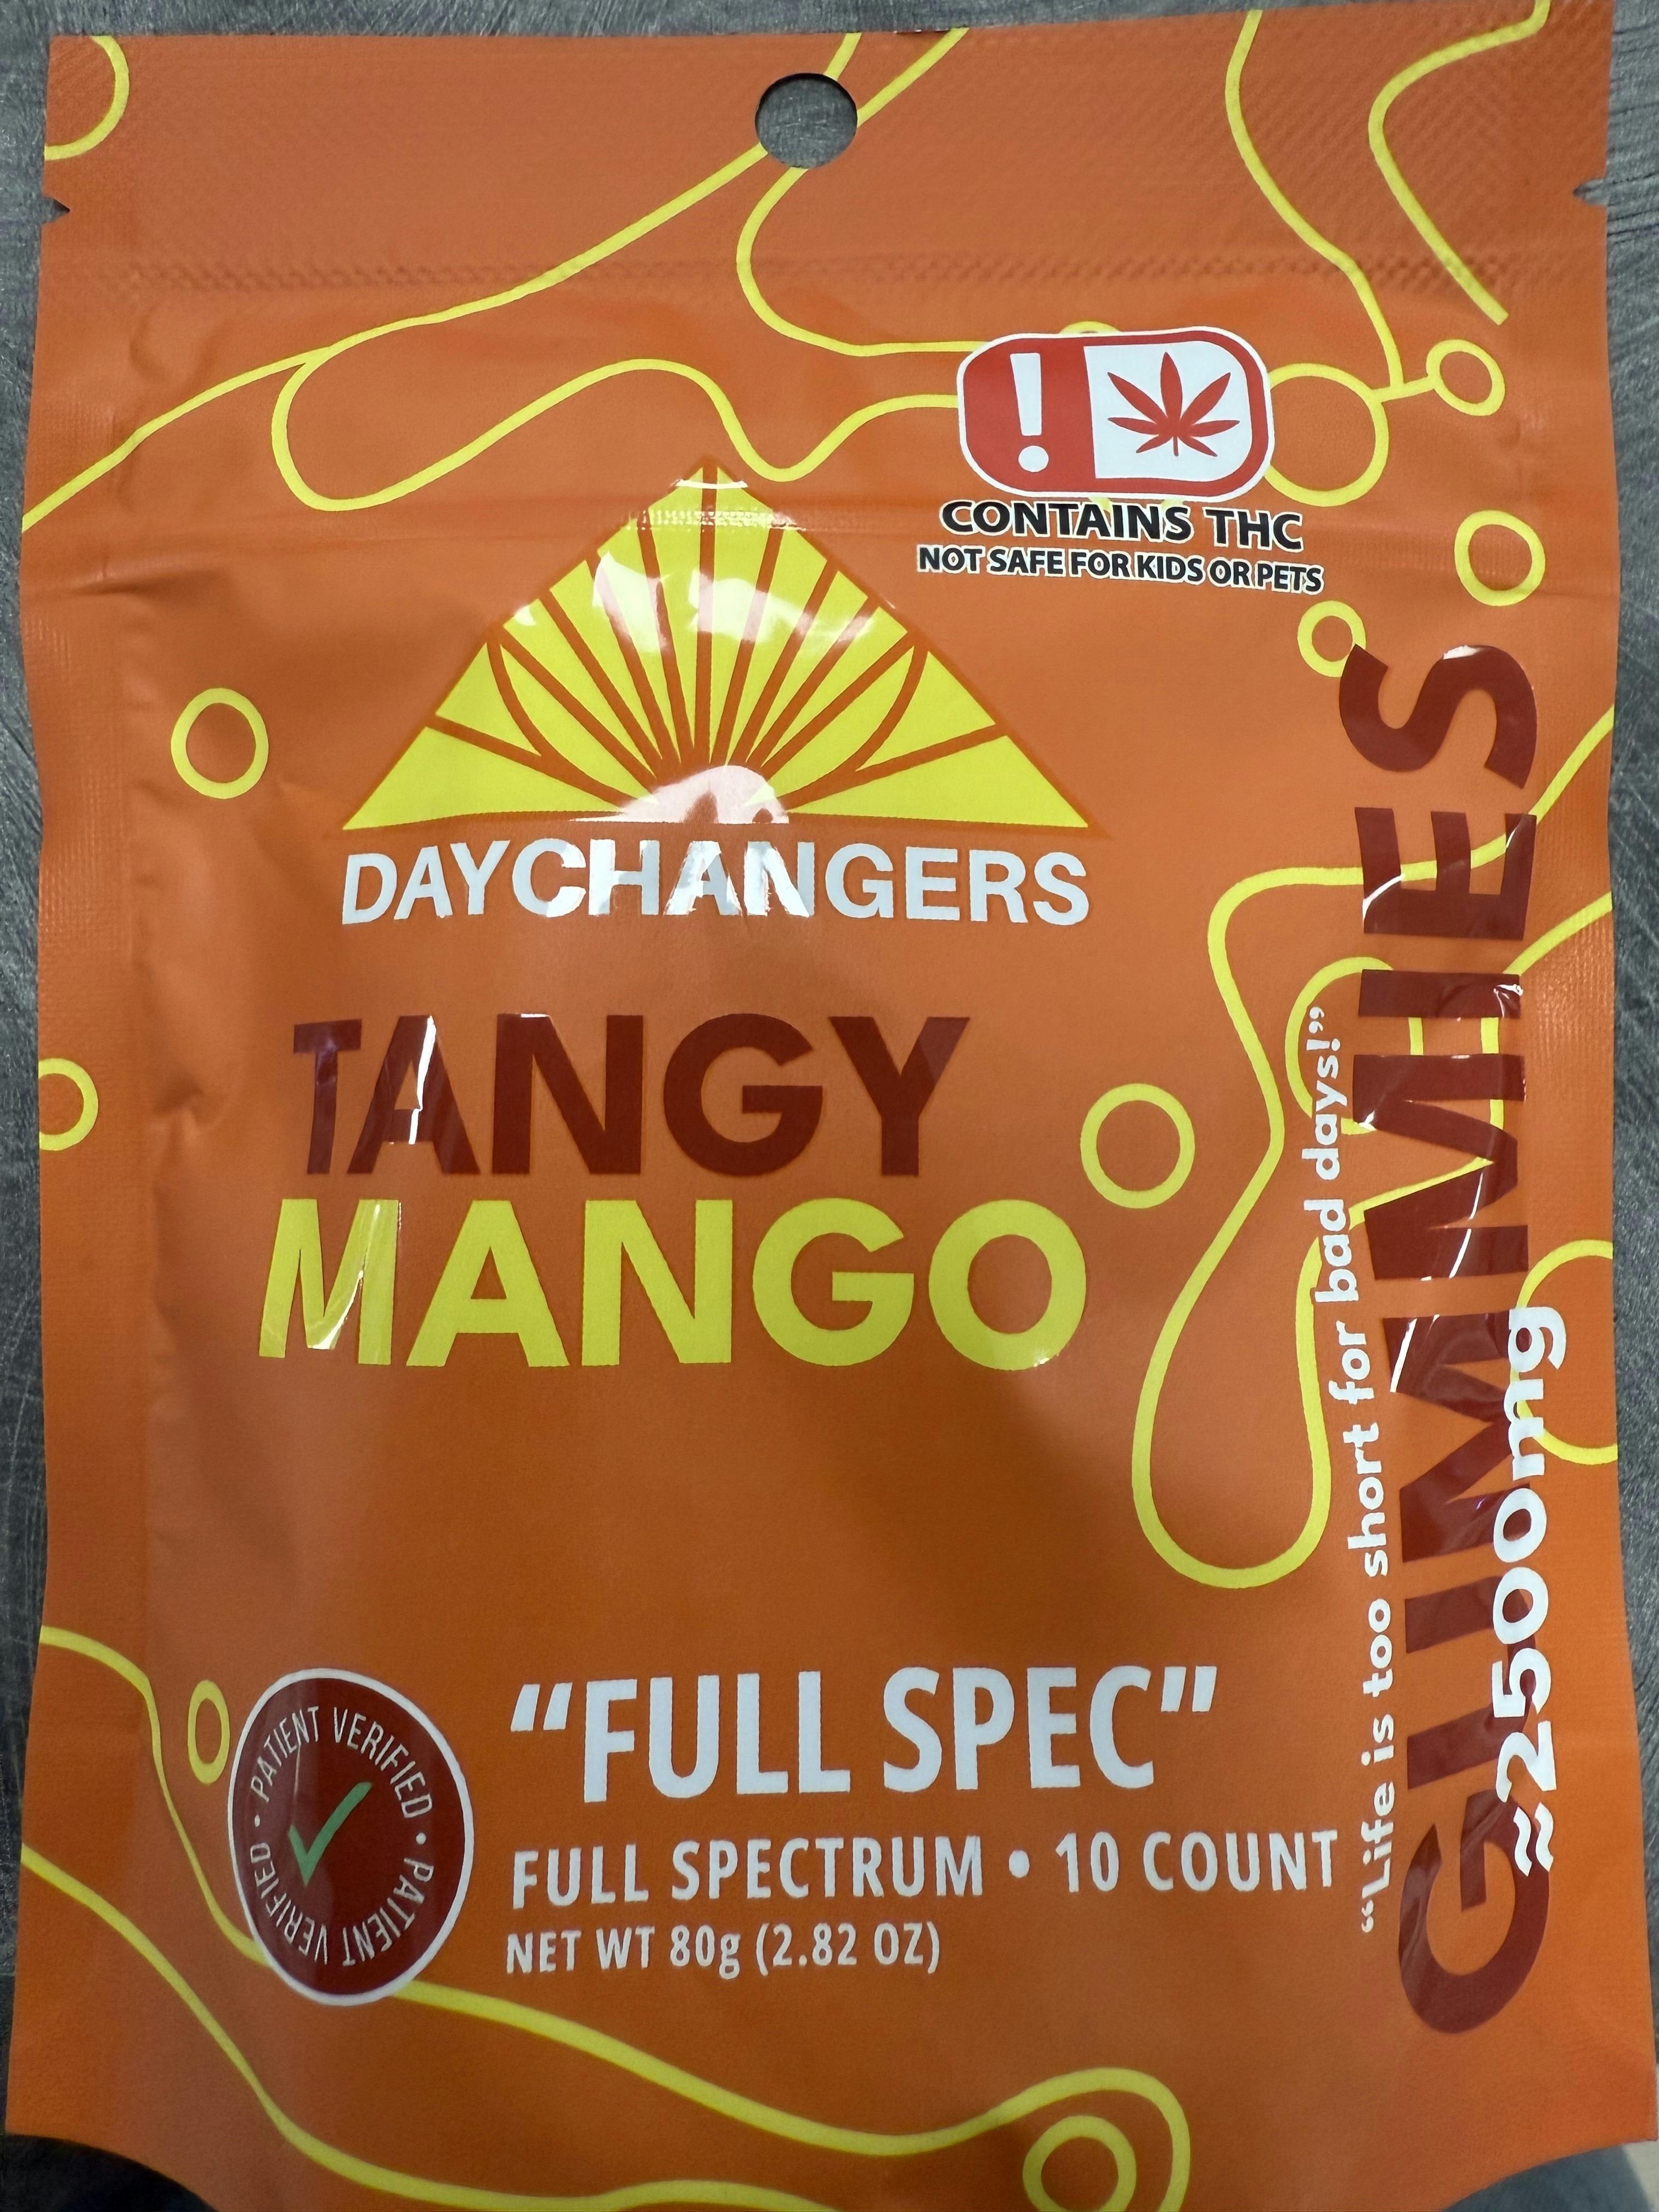 !
CONTAINS THC
NOT SAFE FOR KIDS OR PETS
DAYCHANGERS
TANGY
MANGO
"Life is too short for bad days!"
GUMMIES
≈2500mg
"FULL SPEC"
FULL SPECTRUM • 10 COUNT
NET WT 80g (2.82 OZ)
PATIENT VERIFIED • PATIENT VERIFIED •